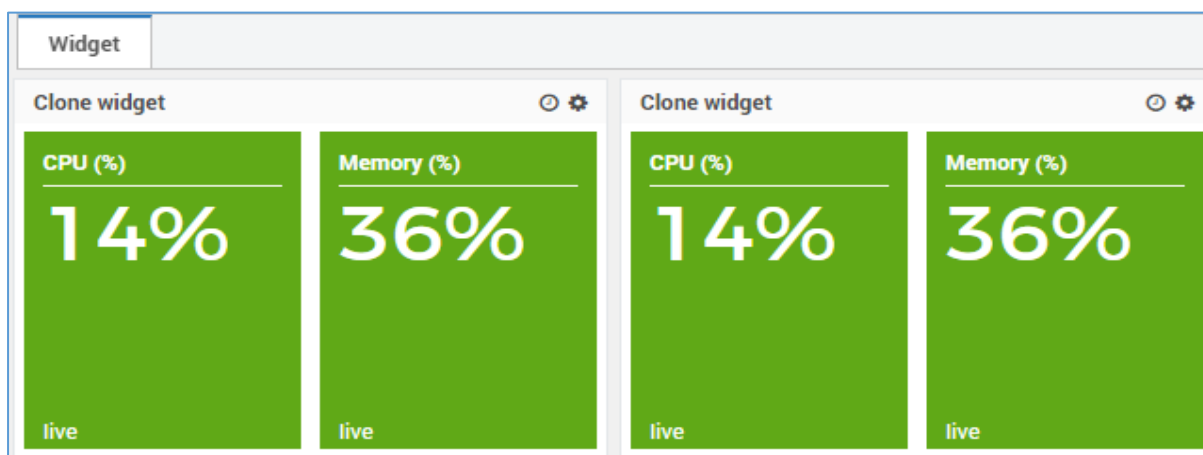 Widget
Clone widget
CPU (%)
Memory (%)
14%
36%
live
live
Clone widget
CPU (%)
Memory (%)
14%
36%
live
live